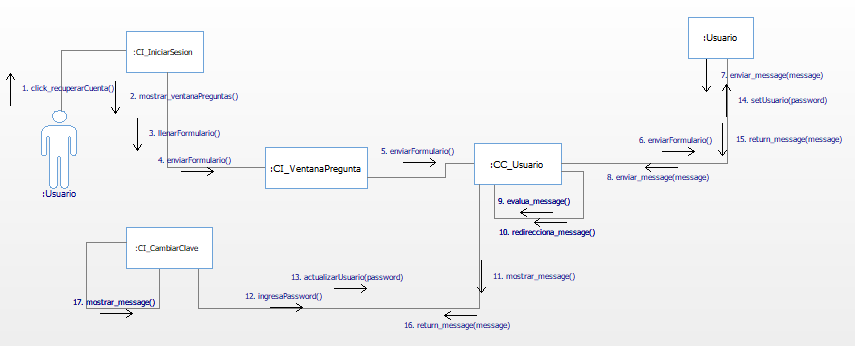 :CI_IniciarSesion
:Usuario
1. click_recuperarCuenta()
2. mostrar_ventanaPreguntas()
7. enviar_message(message)
14. setUsuario(password)
3. llenarFormulario()
4. enviarFormulario()
5. enviarFormulario()
6. enviarFormulario()
15. return_message(message)
:CI_VentanaPregunta
:CC_Usuario
8. enviar_message(message)
:Usuario
9. evalua_message()
10. redirecciona_message()
:CI_CambiarClave
13. actualizarUsuario(password)
11. mostrar_message()
17. mostrar_message()
12. ingresaPassword()
16. return_message(message)